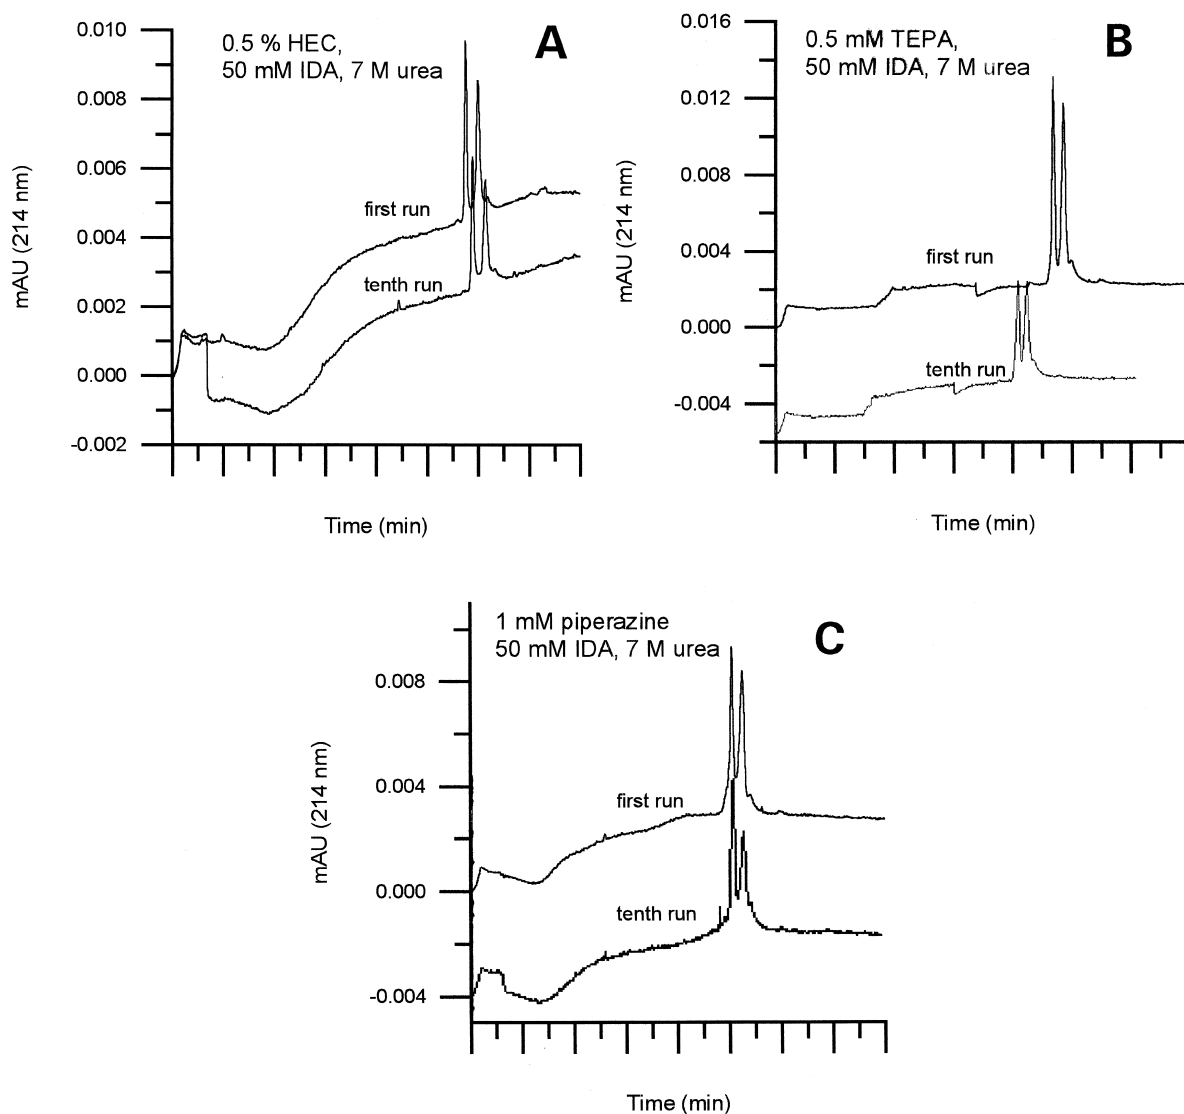 A
0.5 % HEC,
50 mM IDA, 7 M urea
mAU (214 nm)
0.010
0.008
0.006
0.004
0.002
0.000
-0.002
first run
tenth run
Time (min)
B
0.5 mM TEPA,
50 mM IDA, 7 M urea
mAU (214 nm)
0.016
0.012
0.008
0.004
0.000
-0.004
first run
tenth run
Time (min)
C
1 mM piperazine
50 mM IDA, 7 M urea
mAU (214 nm)
0.008
0.004
0.000
-0.004
first run
tenth run
Time (min)